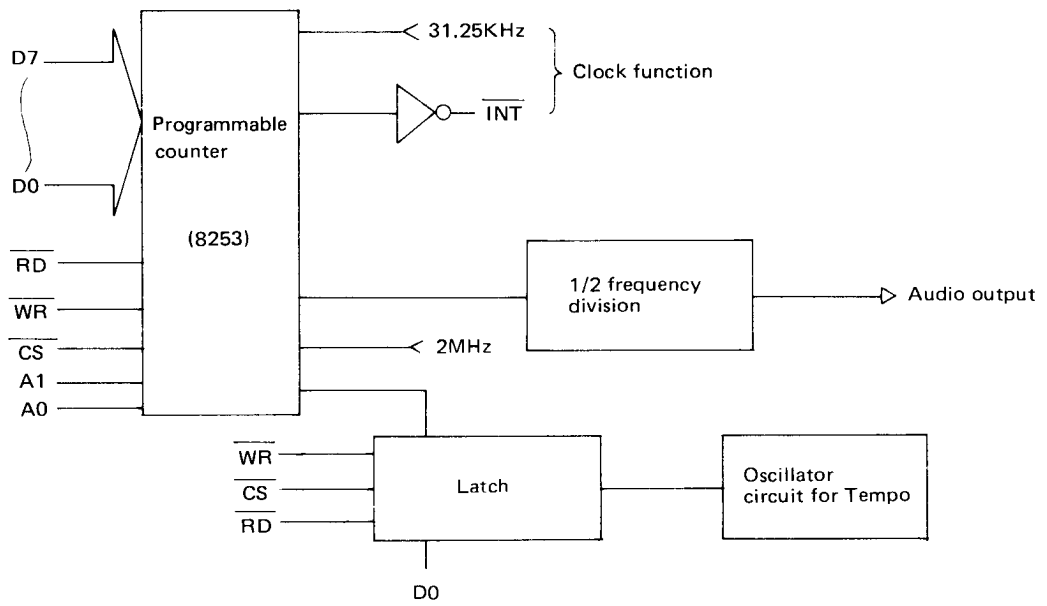 D7
D0
RD
WR
CS
A1
A0
Programmable
counter
(8253)
31.25KHz
INT
Clock function
1/2 frequency
division
Audio output
2MHz
WR
CS
RD
Latch
D0
Oscillator
circuit for Tempo